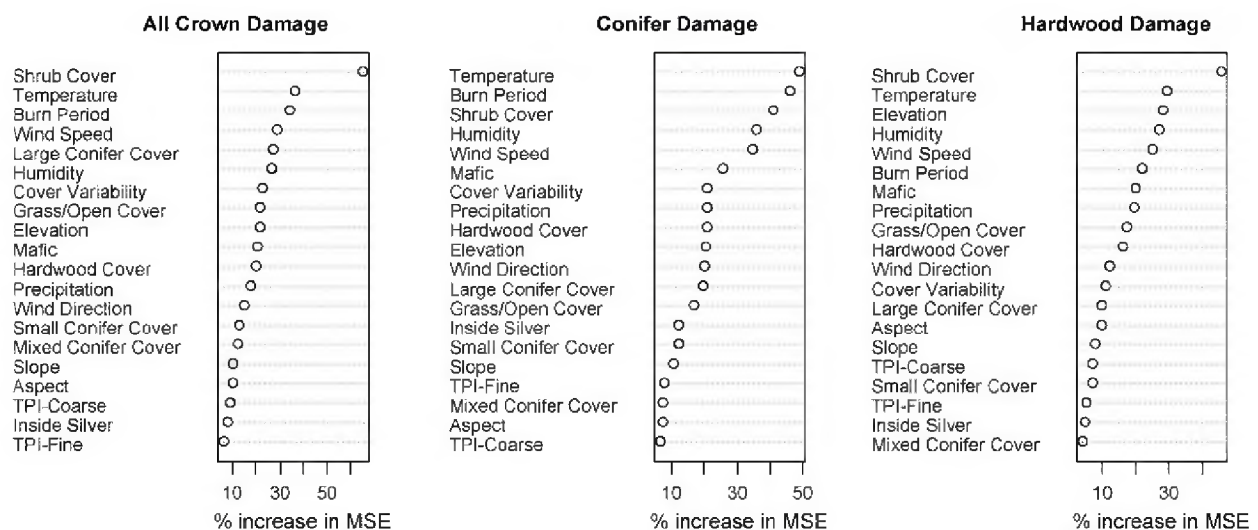 All Crown Damage
Shrub Cover
Temperature
Burn Period
Wind Speed
Large Conifer Cover
Humidity
Cover Variability
Grass/Open Cover
Elevation
Mafic
Hardwood Cover
Precipitation
Wind Direction
Small Conifer Cover
Mixed Conifer Cover
Slope
Aspect
TPI-Coarse
Inside Silver
TPI-Fine
10 30 50
% increase in MSE
Conifer Damage
Temperature
Burn Period
Shrub Cover
Humidity
Wind Speed
Mafic
Cover Variability
Precipitation
Hardwood Cover
Elevation
Wind Direction
Large Conifer Cover
Grass/Open Cover
Inside Silver
Small Conifer Cover
Slope
TPI-Fine
Mixed Conifer Cover
Aspect
TPI-Coarse
10 30 50
% increase in MSE
Hardwood Damage
Shrub Cover
Temperature
Elevation
Humidity
Wind Speed
Burn Period
Mafic
Precipitation
Grass/Open Cover
Hardwood Cover
Wind Direction
Cover Variability
Large Conifer Cover
Aspect
Slope
TPI-Coarse
Small Conifer Cover
TPI-Fine
Inside Silver
Mixed Conifer Cover
10 30
% increase in MSE